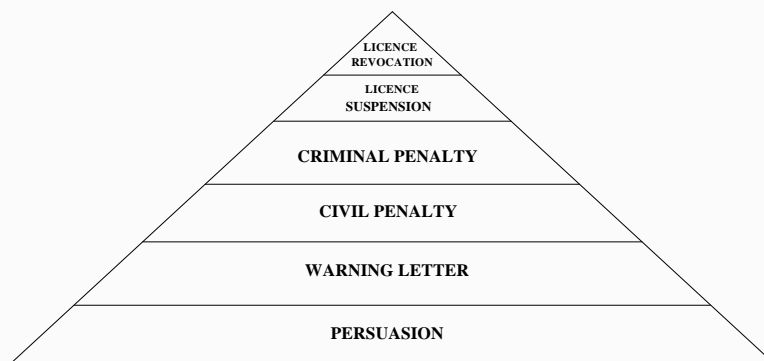 LICENCE
REVOCATION
LICENCE
SUSPENSION
CRIMINAL PENALTY
CIVIL PENALTY
WARNING LETTER
PERSUASION